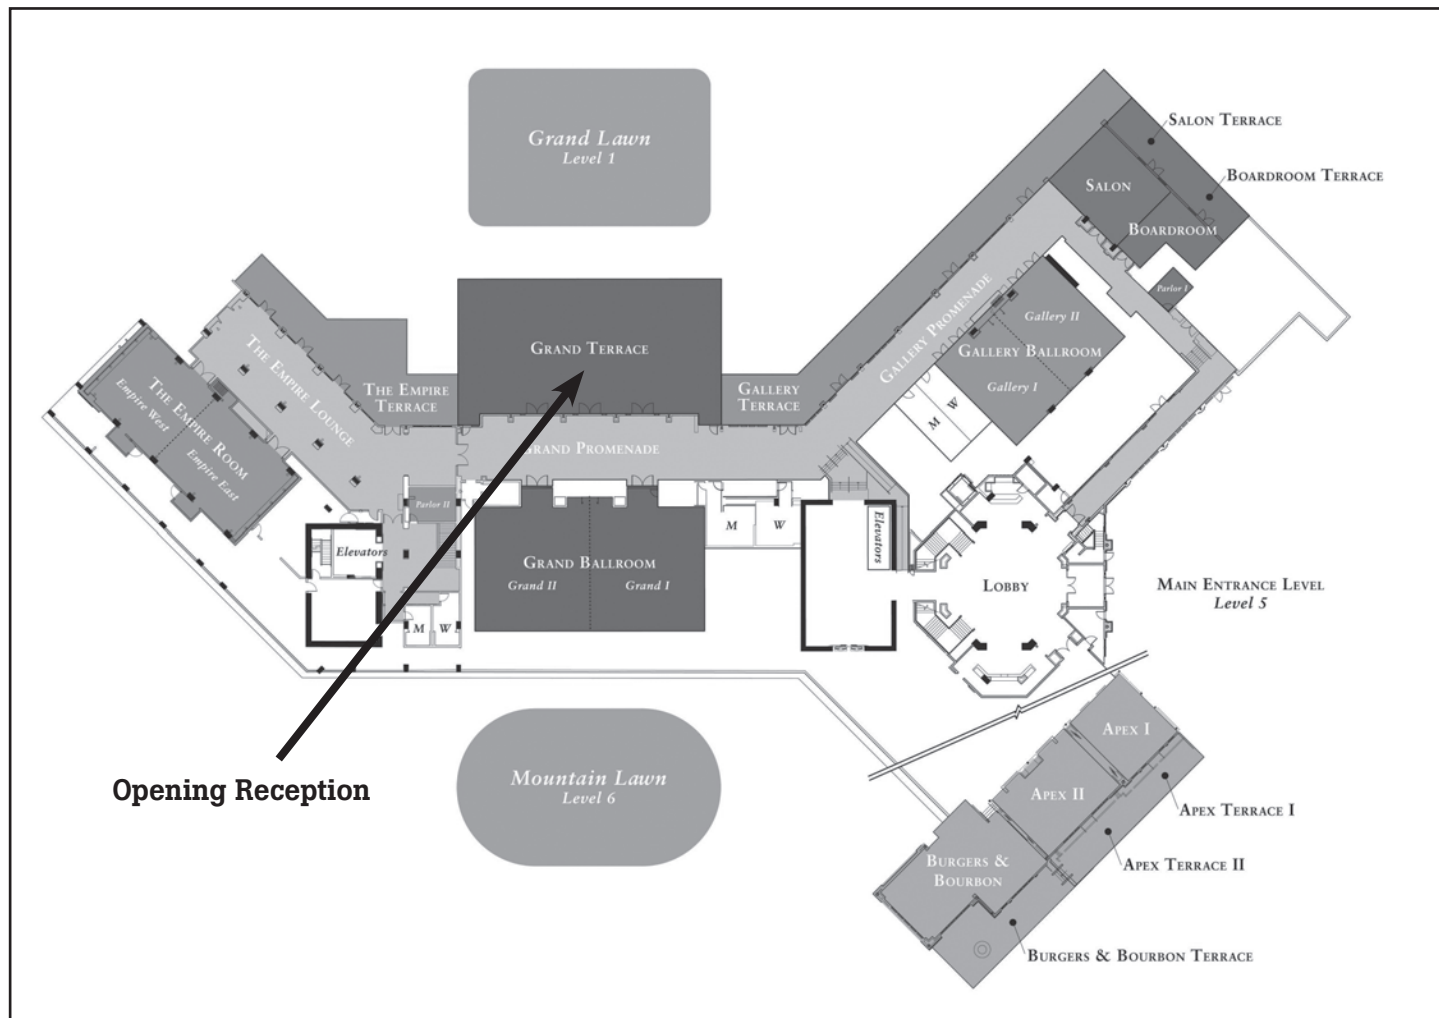 Grand Lawn
Level 1
SALON TERRACE
BOARDROOM TERRACE
SALON
BOARDROOM
Parlor I
GALLERY PROMENADE
Gallery II
GALLERY BALLROOM
Gallery I
M
W
GRAND TERRACE
THE EMPIRE
TERRACE
GALLERY
TERRACE
THE EMPIRE LOUNGE
THE EMPIRE ROOM
Empire West
Empire East
GRAND PROMENADE
Parlor II
Elevators
M
W
GRAND BALLROOM
Grand II
Grand I
M
W
Elevators
LOBBY
MAIN ENTRANCE LEVEL
Level 5
Opening Reception
Mountain Lawn
Level 6
APEX I
APEX II
BURGERS &
BOURBON
APEX TERRACE I
APEX TERRACE II
BURGERS & BOURBON TERRACE